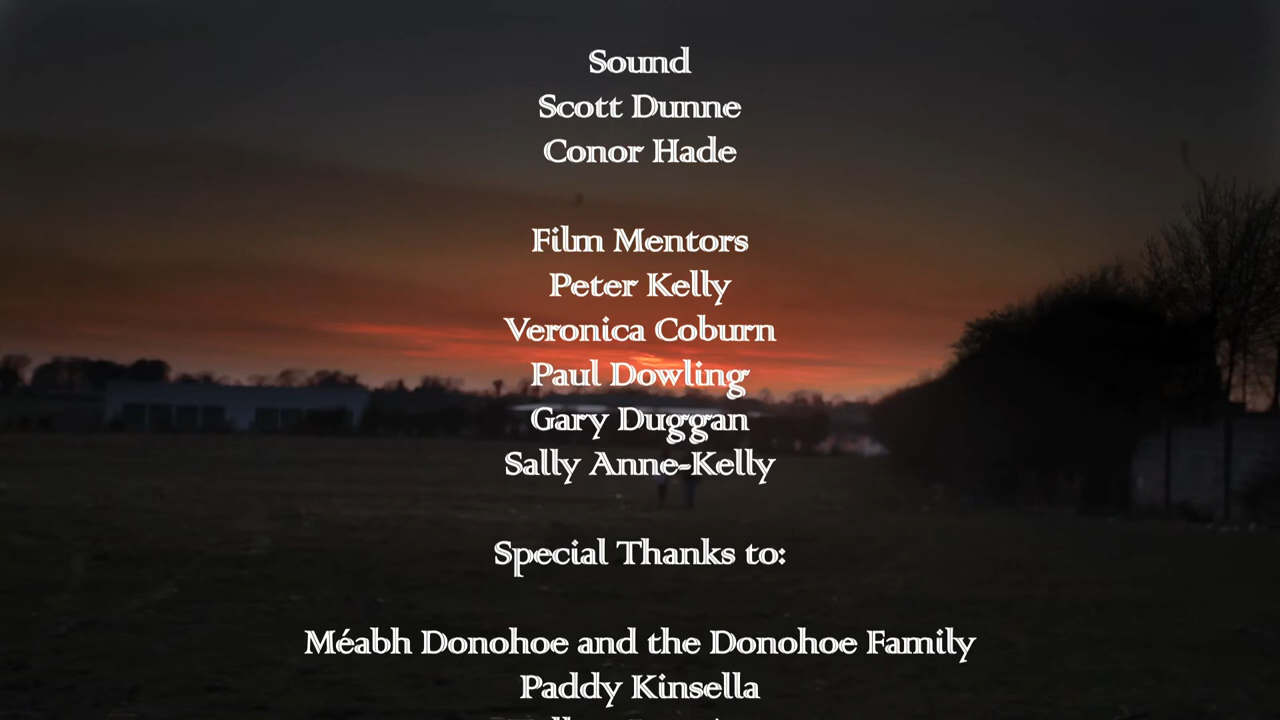 Sound
Scott Dunne
Conor Hade
Film Mentors
Peter Kelly
Veronica Coburn
Paul Dowling
Gary Duggan
Sally Anne-Kelly
Special Thanks to:
Méabh Donohoe and the Donohoe Family
Paddy Kinsella